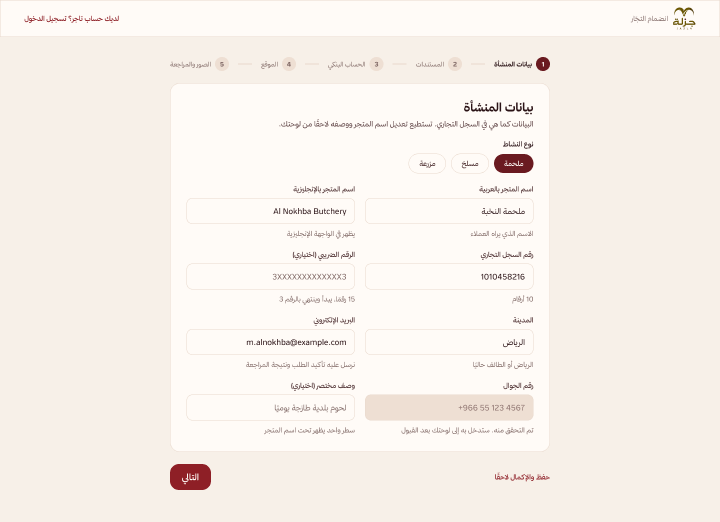 جزلة
JAZLA
انضمام التجار
لديك حساب تاجر؟ تسجيل الدخول
1 بيانات المنشأة
2 المستندات
3 الحساب البنكي
4 الموقع
5 الصور والمراجعة
بيانات المنشأة
البيانات كما هي في السجل التجاري. تستطيع تعديل اسم المتجر ووصفه لاحقًا من لوحتك.
نوع النشاط
ملحمة
مسلخ
مزرعة
اسم المتجر بالعربية
ملحمة النخبة
الاسم الذي يراه العملاء
اسم المتجر بالإنجليزية
Al Nokhba Butchery
يظهر في الواجهة الإنجليزية
رقم السجل التجاري
1010458216
10 أرقام
الرقم الضريبي (اختياري)
3XXXXXXXXXXXXX3
15 رقمًا، يبدأ وينتهي بالرقم 3
المدينة
الرياض
الرياض أو الطائف حاليًا
البريد الإلكتروني
m.alnokhba@example.com
نرسل عليه تأكيد الطلب ونتيجة المراجعة
رقم الجوال
+966 55 123 4567
تم التحقق منه. ستدخل به إلى لوحتك بعد القبول
وصف مختصر (اختياري)
لحوم بلدية طازجة يوميًا
سطر واحد يظهر تحت اسم المتجر
حفظ والإكمال لاحقًا
التالي